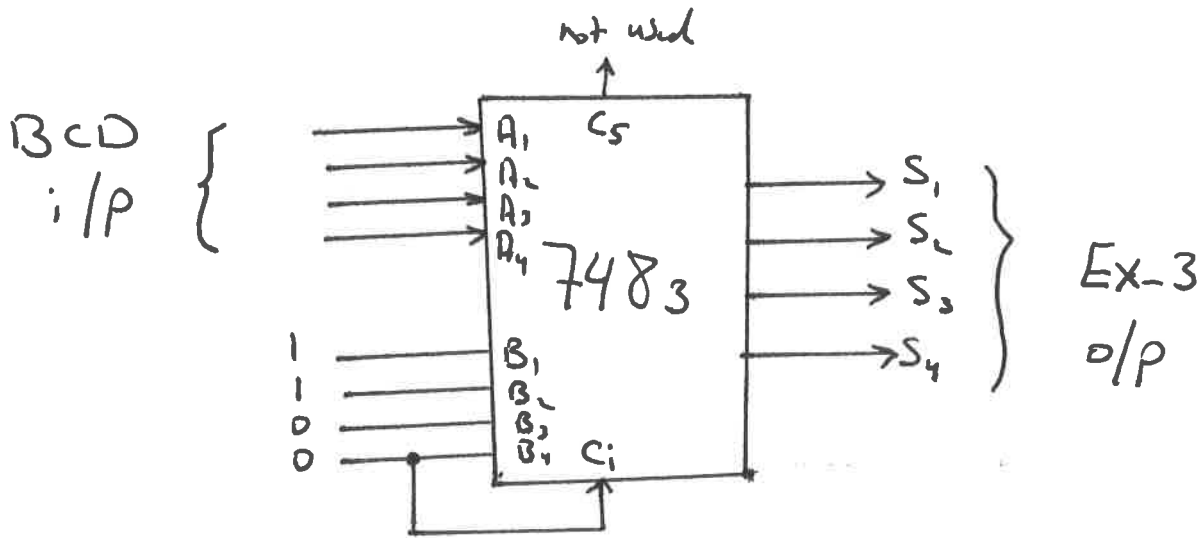 not used
BCD
i/p
A₁
A₂
A₃
A₄
C₅
7483
1 B₁
1 B₂
0 B₃
0 B₄
Ci
S₁
S₂
S₃
S₄
Ex-3
o/p